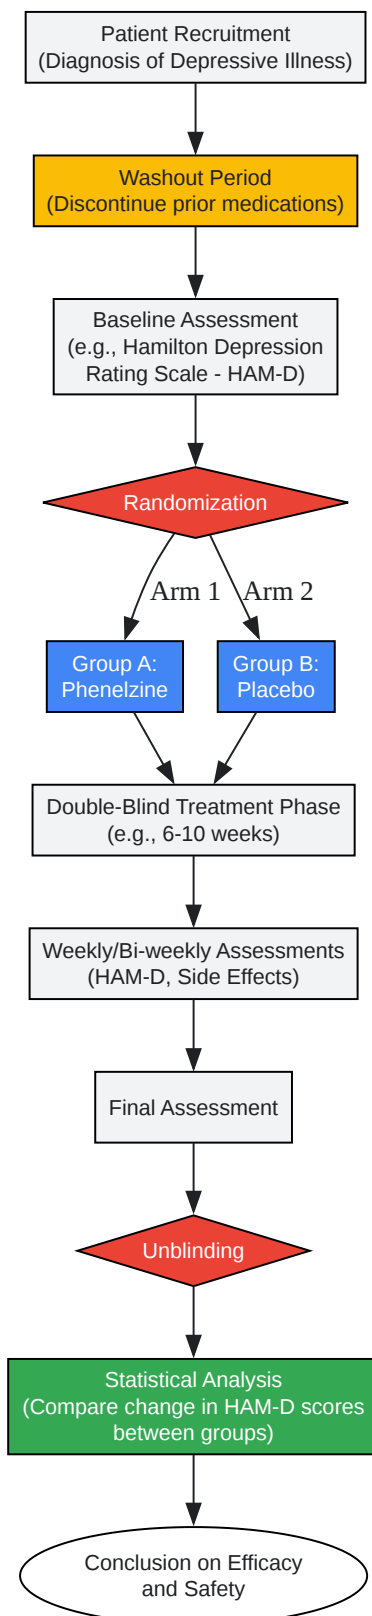 Patient Recruitment
(Diagnosis of Depressive Illness)
Washout Period
(Discontinue prior medications)
Baseline Assessment
(e.g., Hamilton Depression
Rating Scale - HAM-D)
Randomization
Arm 1
Arm 2
Group A:
Phenelzine
Group B:
Placebo
Double-Blind Treatment Phase
(e.g., 6-10 weeks)
Weekly/Bi-weekly Assessments
(HAM-D, Side Effects)
Final Assessment
Unblinding
Statistical Analysis
(Compare change in HAM-D scores
between groups)
Conclusion on Efficacy
and Safety